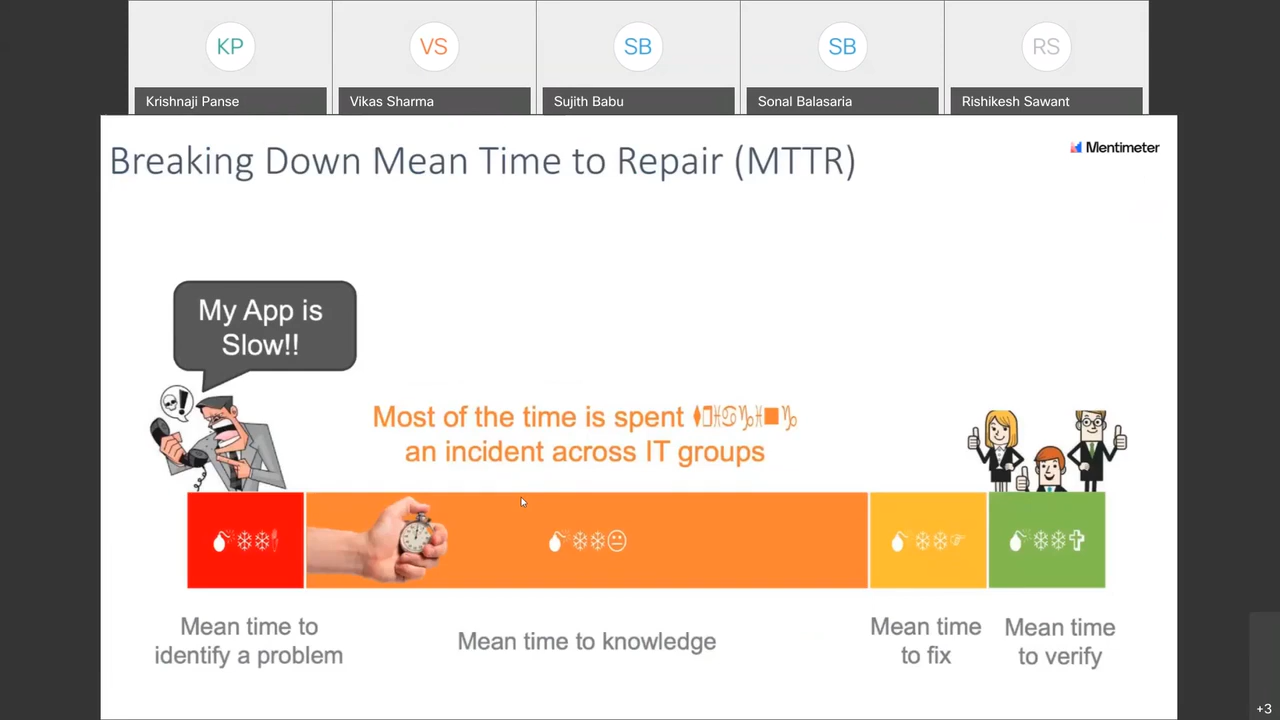 KP
VS
SB
SB
RS
Krishnaji Panse
Vikas Sharma
Sujith Babu
Sonal Balasaria
Rishikesh Sawant
Breaking Down Mean Time to Repair (MTTR)
Mentimeter
My App is
Slow!!
Most of the time is spent
an incident across IT groups
Mean time to
identify a problem
Mean time to knowledge
Mean time
to fix
Mean time
to verify
+3